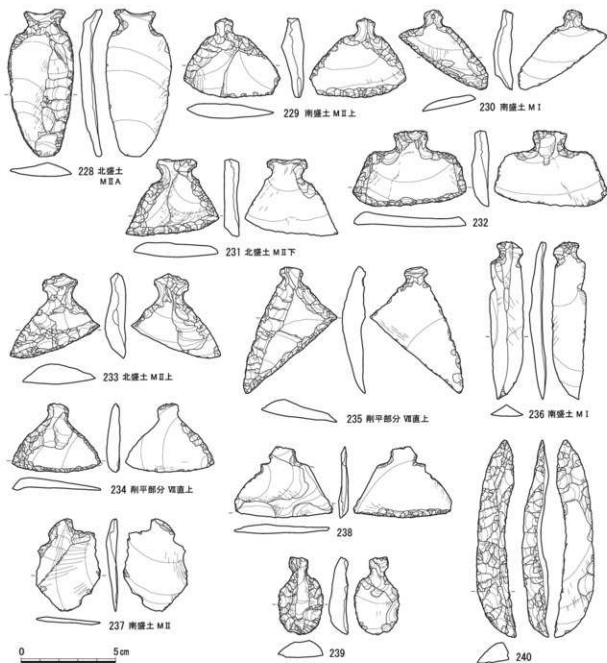 228 北盛土
MⅡA
229 南盛土 MⅡ上
230 南盛土 MⅠ
231 北盛土 MⅡ下
232
233 北盛土 MⅡ上
234 削平部分 Ⅶ直上
235 削平部分 Ⅶ直上
236 南盛土 MⅠ
237 南盛土 MⅡ
238
239
240
0 5cm